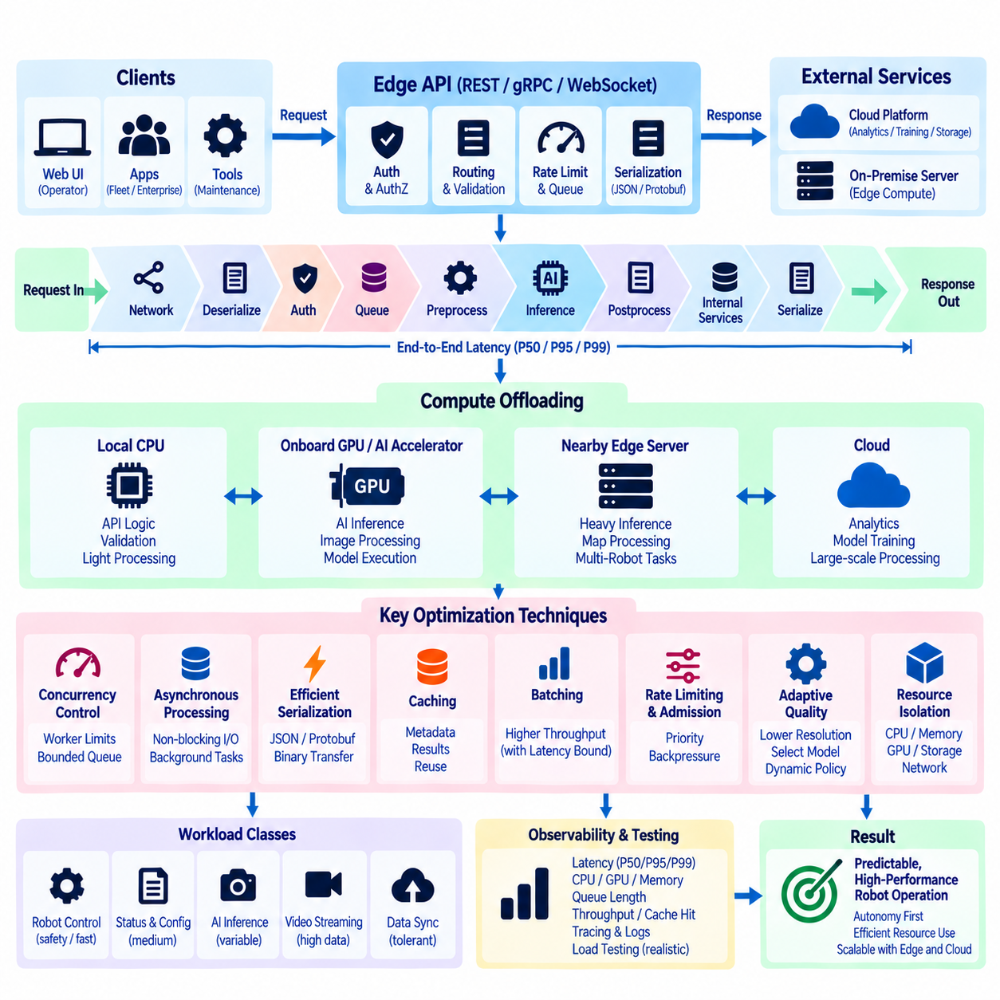 Clients
Web UI
(Operator)
Apps
(Fleet / Enterprise)
Tools
(Maintenance)
Request
Edge API (REST / gRPC / WebSocket)
Auth
& AuthZ
Routing
& Validation
Rate Limit
& Queue
Serialization
(JSON / Protobuf)
Response
External Services
Cloud Platform
(Analytics / Training / Storage)
On-Premise Server
(Edge Compute)
Request In
Network
Deserialize
Auth
Queue
Preprocess
AI
Inference
Postprocess
Internal
Services
Serialize
Response
Out
End-to-End Latency (P50 / P95 / P99)
Compute Offloading
Local CPU
API Logic
Validation
Light Processing
Onboard GPU / AI Accelerator
GPU
AI Inference
Image Processing
Model Execution
Nearby Edge Server
Heavy Inference
Map Processing
Multi-Robot Tasks
Cloud
Analytics
Model Training
Large-scale Processing
Key Optimization Techniques
Concurrency
Control
Worker Limits
Bounded Queue
Asynchronous
Processing
Non-blocking I/O
Background Tasks
Efficient
Serialization
JSON / Protobuf
Binary Transfer
Caching
Metadata
Results
Reuse
Batching
Higher Throughput
(with Latency Bound)
Rate Limiting
& Admission
Priority
Backpressure
Adaptive
Quality
Lower Resolution
Select Model
Dynamic Policy
Resource
Isolation
CPU / Memory
GPU / Storage
Network
Workload Classes
Robot Control
(safety / fast)
Status & Config
(medium)
AI Inference
(variable)
Video Streaming
(high data)
Data Sync
(tolerant)
Observability & Testing
Latency (P50/P95/P99)
CPU / GPU / Memory
Queue Length
Throughput / Cache Hit
Tracing & Logs
Load Testing (realistic)
Result
Predictable,
High-Performance
Robot Operation
Autonomy First
Efficient Resource Use
Scalable with Edge and Cloud